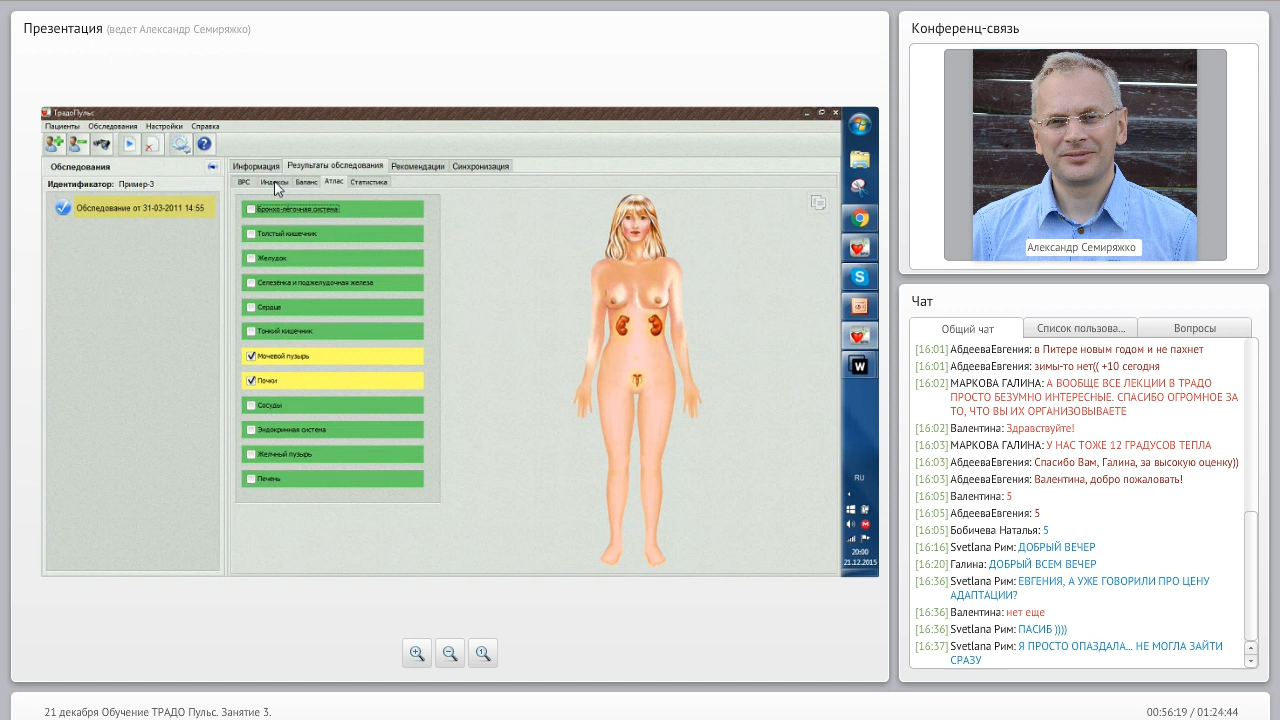 Презентация (ведет Александр Семиряжко)
ТрадоПульс
Пациенты Обследования Настройки Справка
Обследования
Идентификатор: Пример-3
Обследование от 31-03-2011 14:55
Информация Результаты обследования Рекомендации Синхронизация
ВРС Индексы Баланс Атлас Статистика
Бронхо-лёгочная система
Толстый кишечник
Желудок
Селезёнка и поджелудочная железа
Сердце
Тонкий кишечник
Мочевой пузырь
Почки
Сосуды
Эндокринная система
Желчный пузырь
Печень
RU
20:00
21.12.2015
Конференц-связь
Александр Семиряжко
Чат
Общий чат Список пользова... Вопросы
[16:01] АбдееваЕвгения: в Питере новым годом и не пахнет
[16:01] АбдееваЕвгения: зимы-то нет(( +10 сегодня
[16:02] МАРКОВА ГАЛИНА: А ВООБЩЕ ВСЕ ЛЕКЦИИ В ТРАДО
ПРОСТО БЕЗУМНО ИНТЕРЕСНЫЕ. СПАСИБО ОГРОМНОЕ ЗА
ТО, ЧТО ВЫ ИХ ОРГАНИЗОВЫВАЕТЕ
[16:02] Валентина: Здравствуйте!
[16:03] МАРКОВА ГАЛИНА: У НАС ТОЖЕ 12 ГРАДУСОВ ТЕПЛА
[16:03] АбдееваЕвгения: Спасибо Вам, Галина, за высокую оценку))
[16:03] АбдееваЕвгения: Валентина, добро пожаловать!
[16:05] Валентина: 5
[16:05] АбдееваЕвгения: 5
[16:05] Бобичева Наталья: 5
[16:16] Svetlana Рим: ДОБРЫЙ ВЕЧЕР
[16:20] Галина: ДОБРЫЙ ВСЕМ ВЕЧЕР
[16:36] Svetlana Рим: ЕВГЕНИЯ, А УЖЕ ГОВОРИЛИ ПРО ЦЕНУ
АДАПТАЦИИ?
[16:36] Валентина: нет еще
[16:36] Svetlana Рим: ПАСИБ ))))
[16:37] Svetlana Рим: Я ПРОСТО ОПАЗДАЛА... НЕ МОГЛА ЗАЙТИ
СРАЗУ
21 декабря Обучение ТРАДО Пульс. Занятие 3.
00:56:19 / 01:24:44